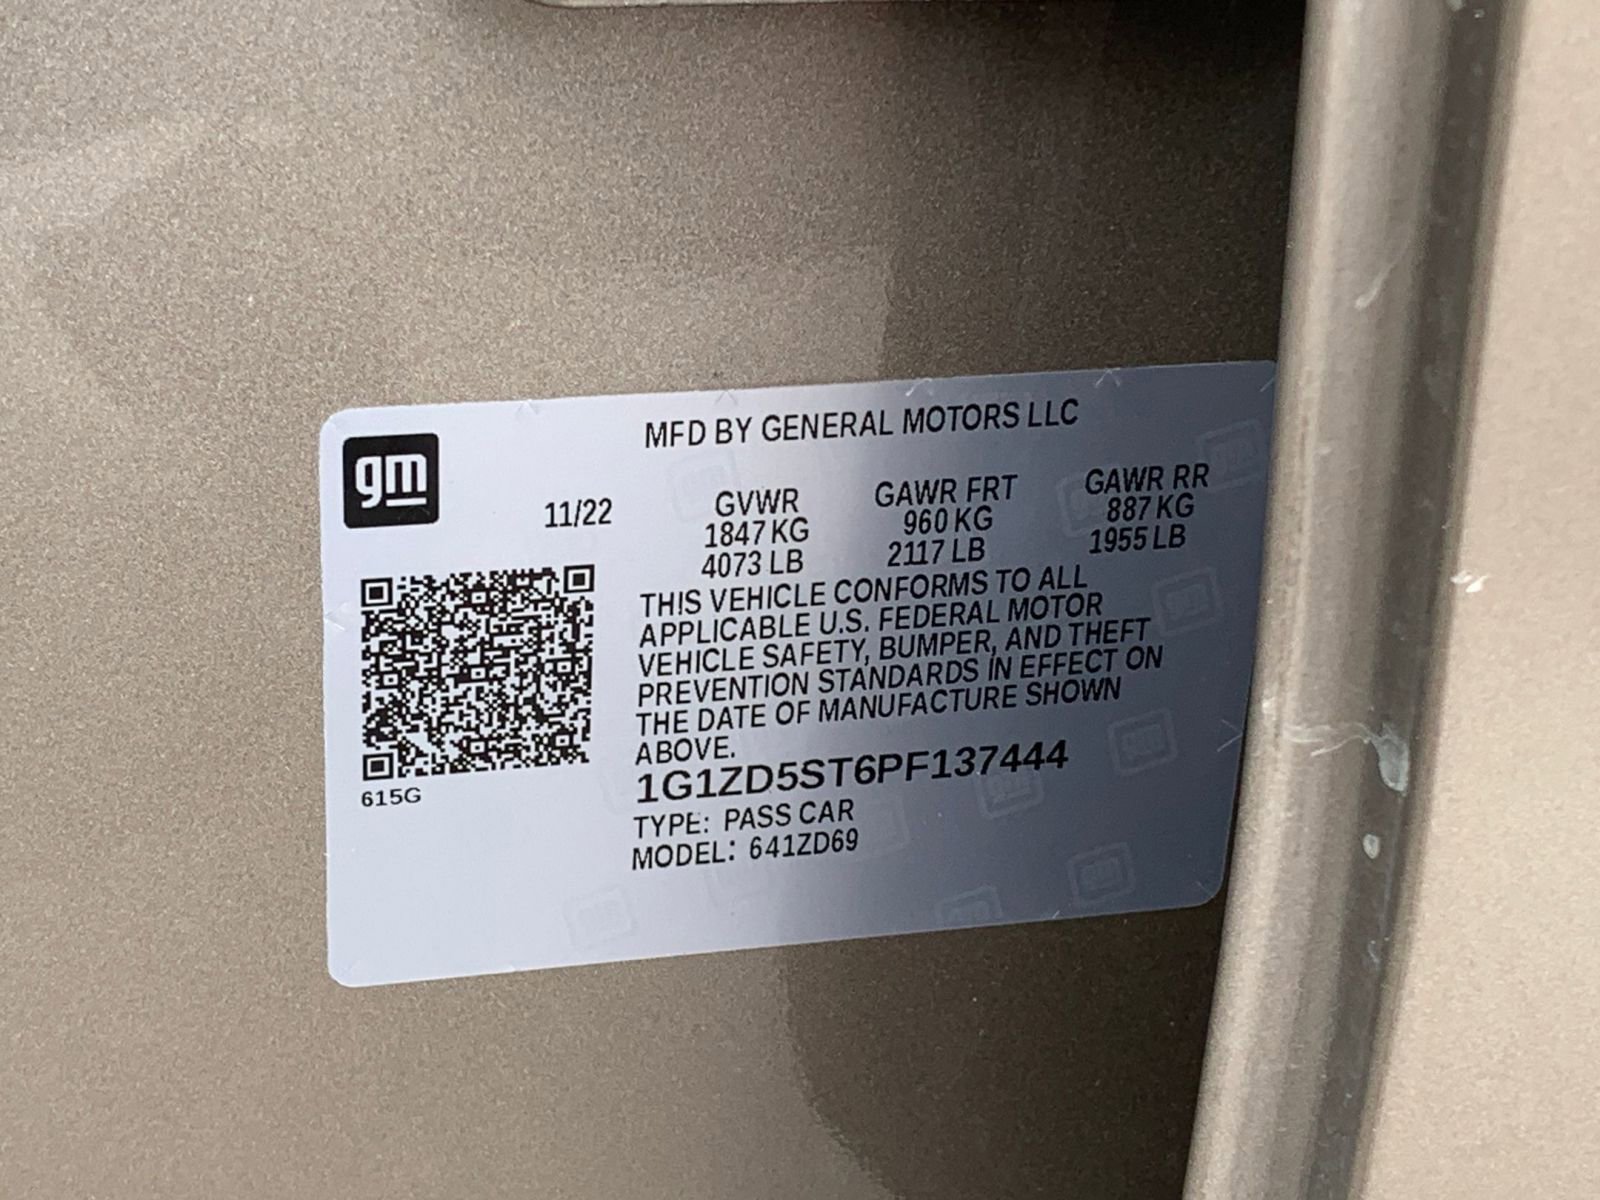 gm
MFD BY GENERAL MOTORS LLC
11/22 GVWR GAWR FRT GAWR RR
1847 KG 960 KG 887 KG
4073 LB 2117 LB 1955 LB
THIS VEHICLE CONFORMS TO ALL
APPLICABLE U.S. FEDERAL MOTOR
VEHICLE SAFETY, BUMPER, AND THEFT
PREVENTION STANDARDS IN EFFECT ON
THE DATE OF MANUFACTURE SHOWN
ABOVE.
1G1ZD5ST6PF137444
615G
TYPE: PASS CAR
MODEL: 641ZD69